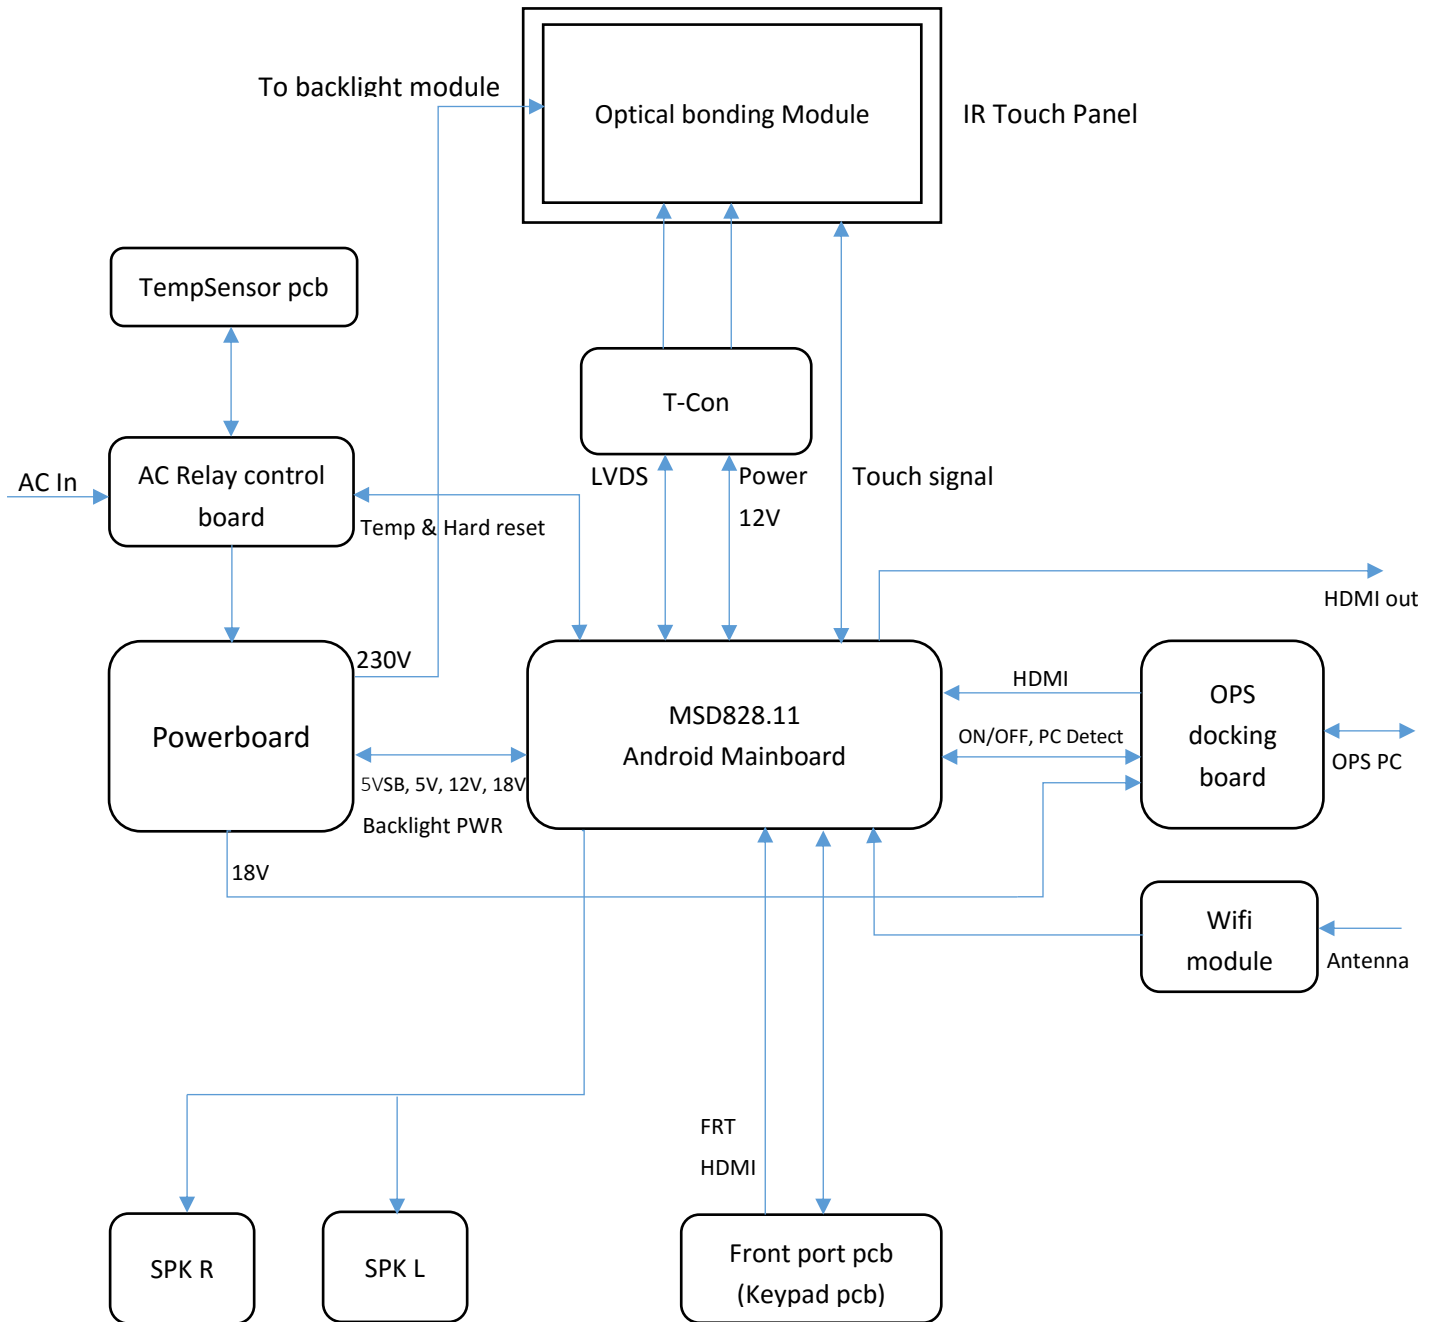 To backlight module
Optical bonding Module
IR Touch Panel
TempSensor pcb
T-Con
AC In
AC Relay control
board
LVDS
Power
12V
Touch signal
Temp & Hard reset
HDMI out
230V
Powerboard
MSD828.11
Android Mainboard
HDMI
ON/OFF, PC Detect
OPS
docking
board
OPS PC
5VSB, 5V, 12V, 18V
Backlight PWR
18V
Wifi
module
Antenna
FRT
HDMI
SPK R
SPK L
Front port pcb
(Keypad pcb)